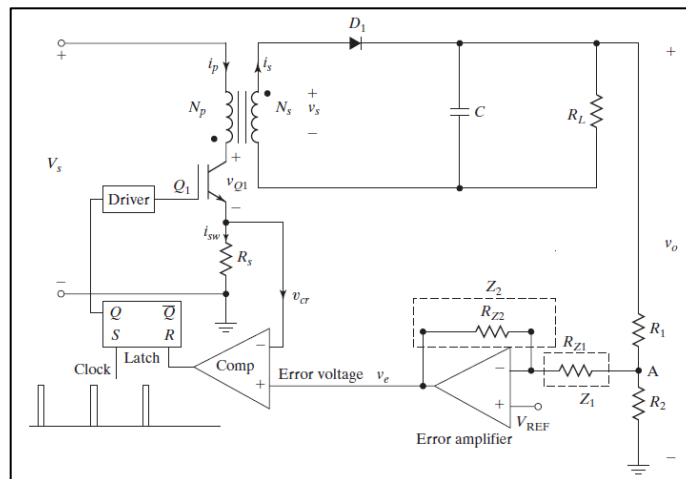 D1
+
ip
is
+
Np
Ns
+
vs
−
C
RL
+
Vs
Q1
vQ1
Driver
−
isw
Rs
vo
−
vcr
Z2
Q
Q̅
RZ2
S
R
R1
Latch
−
RZ1
Clock
Comp
−
A
+
Error voltage ve
Z1
+
R2
VREF
Error amplifier
−